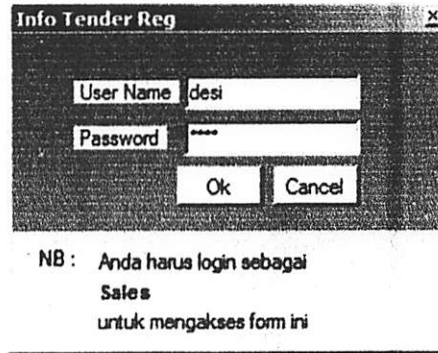 Info Tender Reg
User Name desi
Password ****
Ok Cancel
NB : Anda harus login sebagai
Sales
untuk mengakses form ini